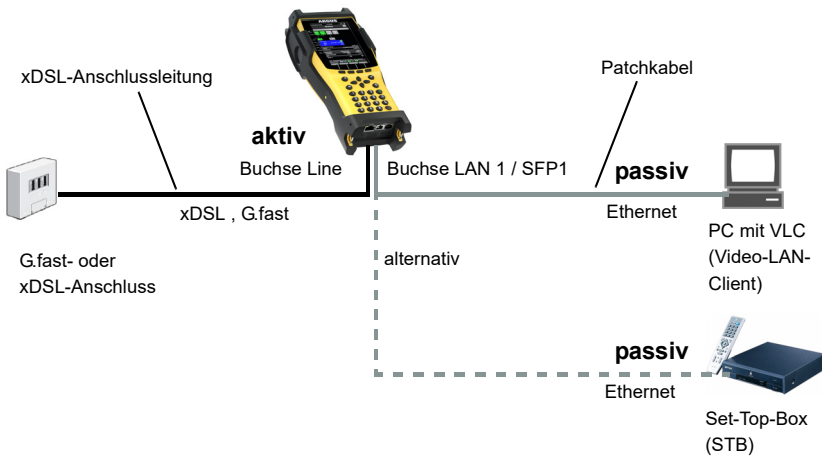 ARGUS
xDSL-Anschlussleitung
Patchkabel
aktiv
Buchse Line
Buchse LAN 1 / SFP1
passiv
xDSL , G.fast
Ethernet
G.fast- oder
xDSL-Anschluss
alternativ
PC mit VLC
(Video-LAN-
Client)
passiv
Ethernet
Set-Top-Box
(STB)